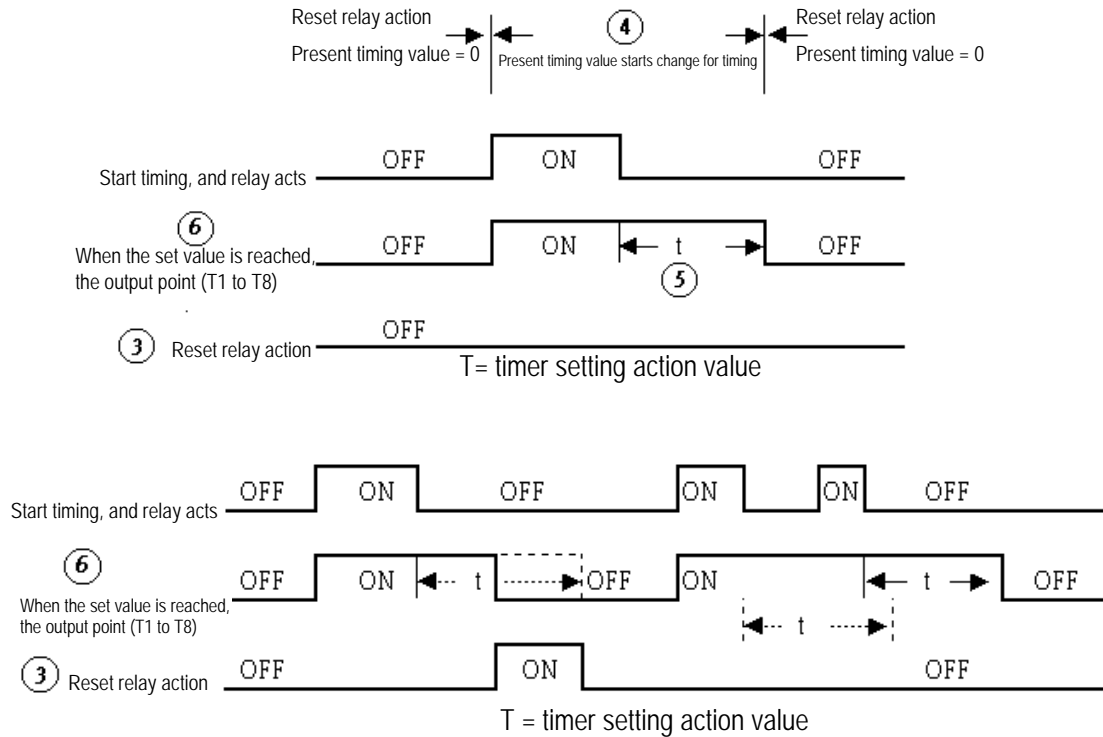 Reset relay action
Present timing value = 0
4
Present timing value starts change for timing
Reset relay action
Present timing value = 0
Start timing, and relay acts
OFF ON OFF
6
When the set value is reached,
the output point (T1 to T8)
OFF ON t OFF
5
3 Reset relay action
OFF
T= timer setting action value
Start timing, and relay acts
OFF ON OFF ON ON OFF
6
When the set value is reached,
the output point (T1 to T8)
OFF ON t OFF ON t OFF
t
3 Reset relay action
OFF ON OFF
T = timer setting action value